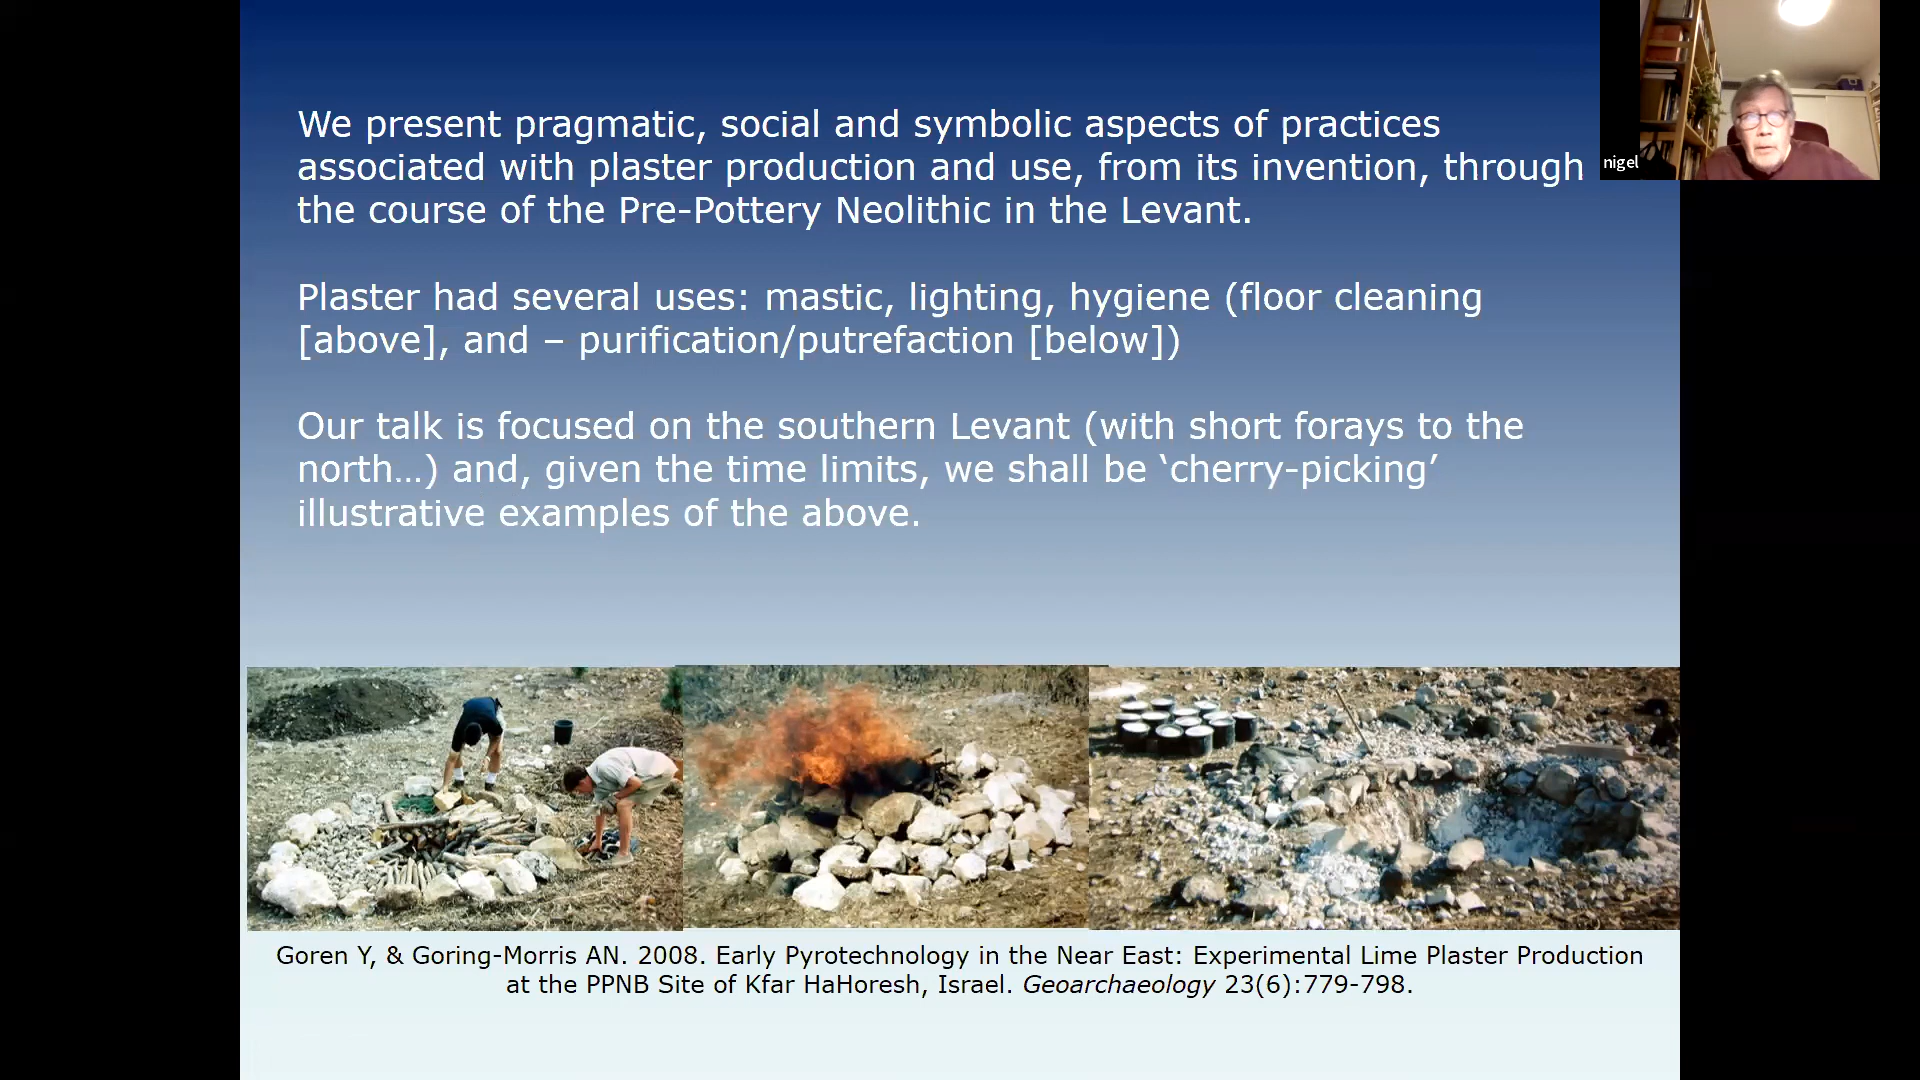 We present pragmatic, social and symbolic aspects of practices
associated with plaster production and use, from its invention, through
the course of the Pre-Pottery Neolithic in the Levant.
Plaster had several uses: mastic, lighting, hygiene (floor cleaning
[above], and – purification/putrefaction [below])
Our talk is focused on the southern Levant (with short forays to the
north…) and, given the time limits, we shall be ‘cherry-picking’
illustrative examples of the above.
nigel
Goren Y, & Goring-Morris AN. 2008. Early Pyrotechnology in the Near East: Experimental Lime Plaster Production
at the PPNB Site of Kfar HaHoresh, Israel. Geoarchaeology 23(6):779-798.